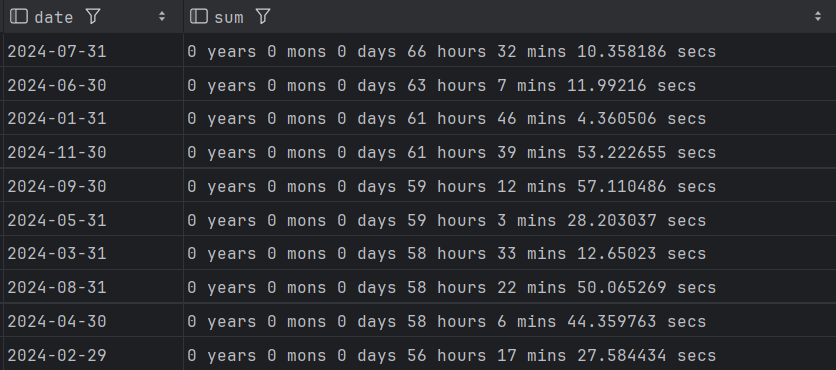 date sum
2024-07-31 0 years 0 mons 0 days 66 hours 32 mins 10.358186 secs
2024-06-30 0 years 0 mons 0 days 63 hours 7 mins 11.99216 secs
2024-01-31 0 years 0 mons 0 days 61 hours 46 mins 4.360506 secs
2024-11-30 0 years 0 mons 0 days 61 hours 39 mins 53.222655 secs
2024-09-30 0 years 0 mons 0 days 59 hours 12 mins 57.110486 secs
2024-05-31 0 years 0 mons 0 days 59 hours 3 mins 28.203037 secs
2024-03-31 0 years 0 mons 0 days 58 hours 33 mins 12.65023 secs
2024-08-31 0 years 0 mons 0 days 58 hours 22 mins 50.065269 secs
2024-04-30 0 years 0 mons 0 days 58 hours 6 mins 44.359763 secs
2024-02-29 0 years 0 mons 0 days 56 hours 17 mins 27.584434 secs